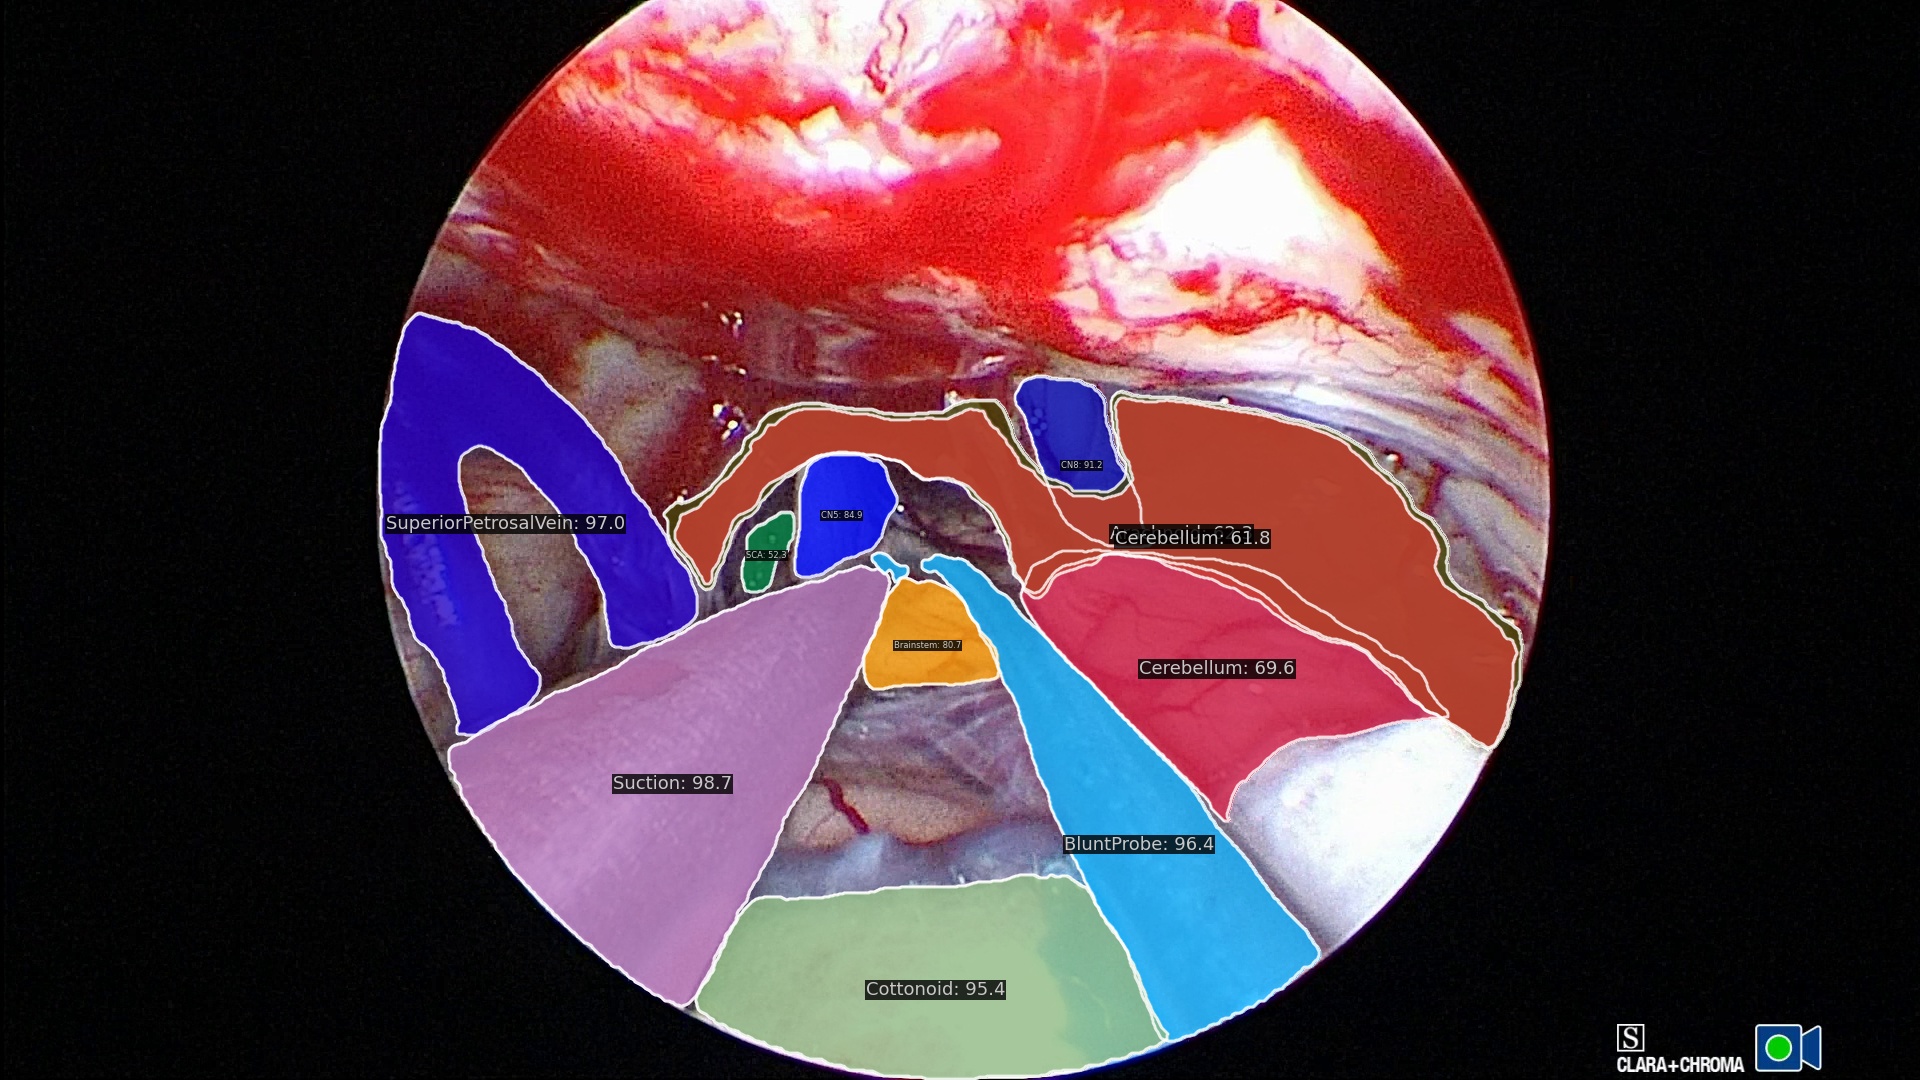 CN8: 91.2
CN5: 84.9
SuperiorPetrosalVein: 97.0
Cerebellum: 61.8
SCA: 52.3
Brainstem: 80.7
Cerebellum: 69.6
Suction: 98.7
BluntProbe: 96.4
Cottonoid: 95.4
S
CLARA+CHROMA